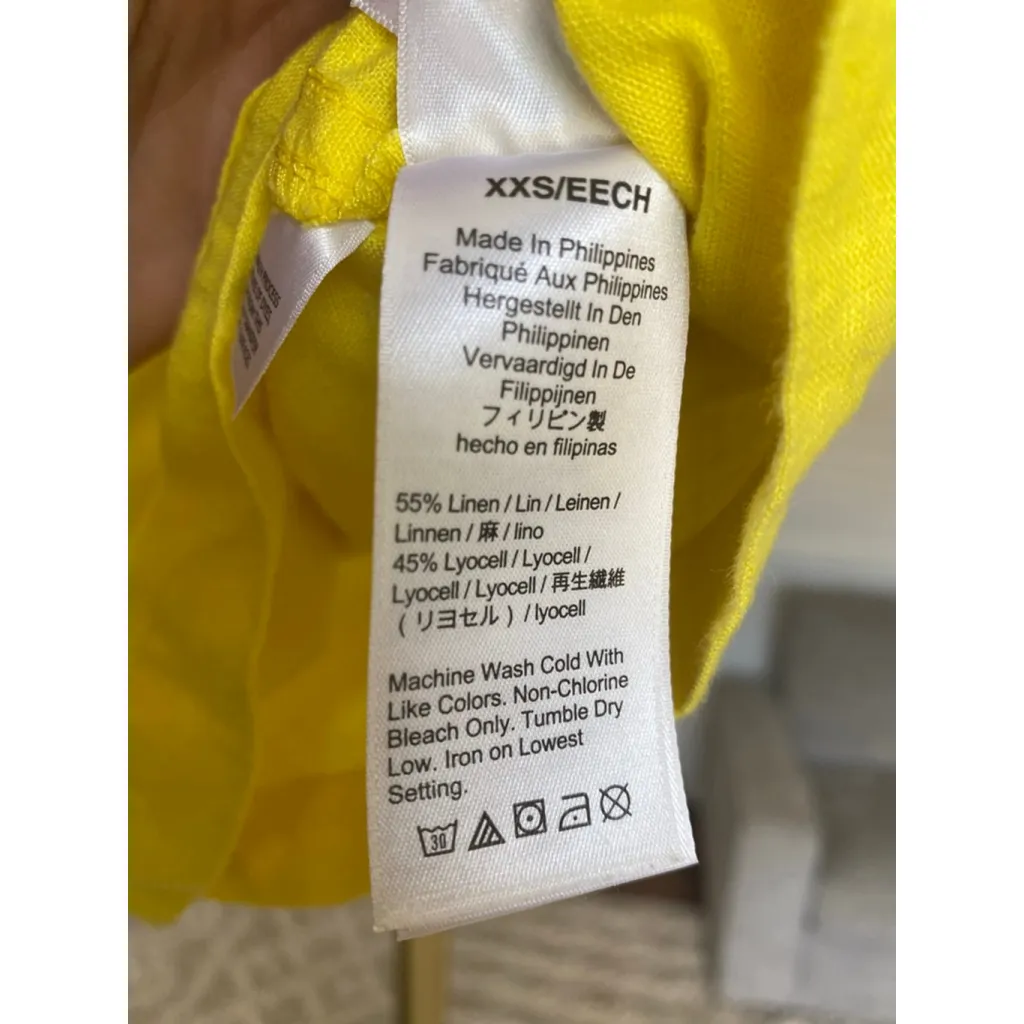 XXS/EECH
Made In Philippines
Fabriqué Aux Philippines
Hergestellt In Den
Philippinen
Vervaardigd In De
Filippijnen
フィリピン製
hecho en filipinas
55% Linen / Lin / Leinen /
Linnen / 麻 / lino
45% Lyocell / Lyocell /
Lyocell / Lyocell / 再生繊維
(リヨセル) / lyocell
Machine Wash Cold With
Like Colors. Non-Chlorine
Bleach Only. Tumble Dry
Low. Iron on Lowest
Setting.
30